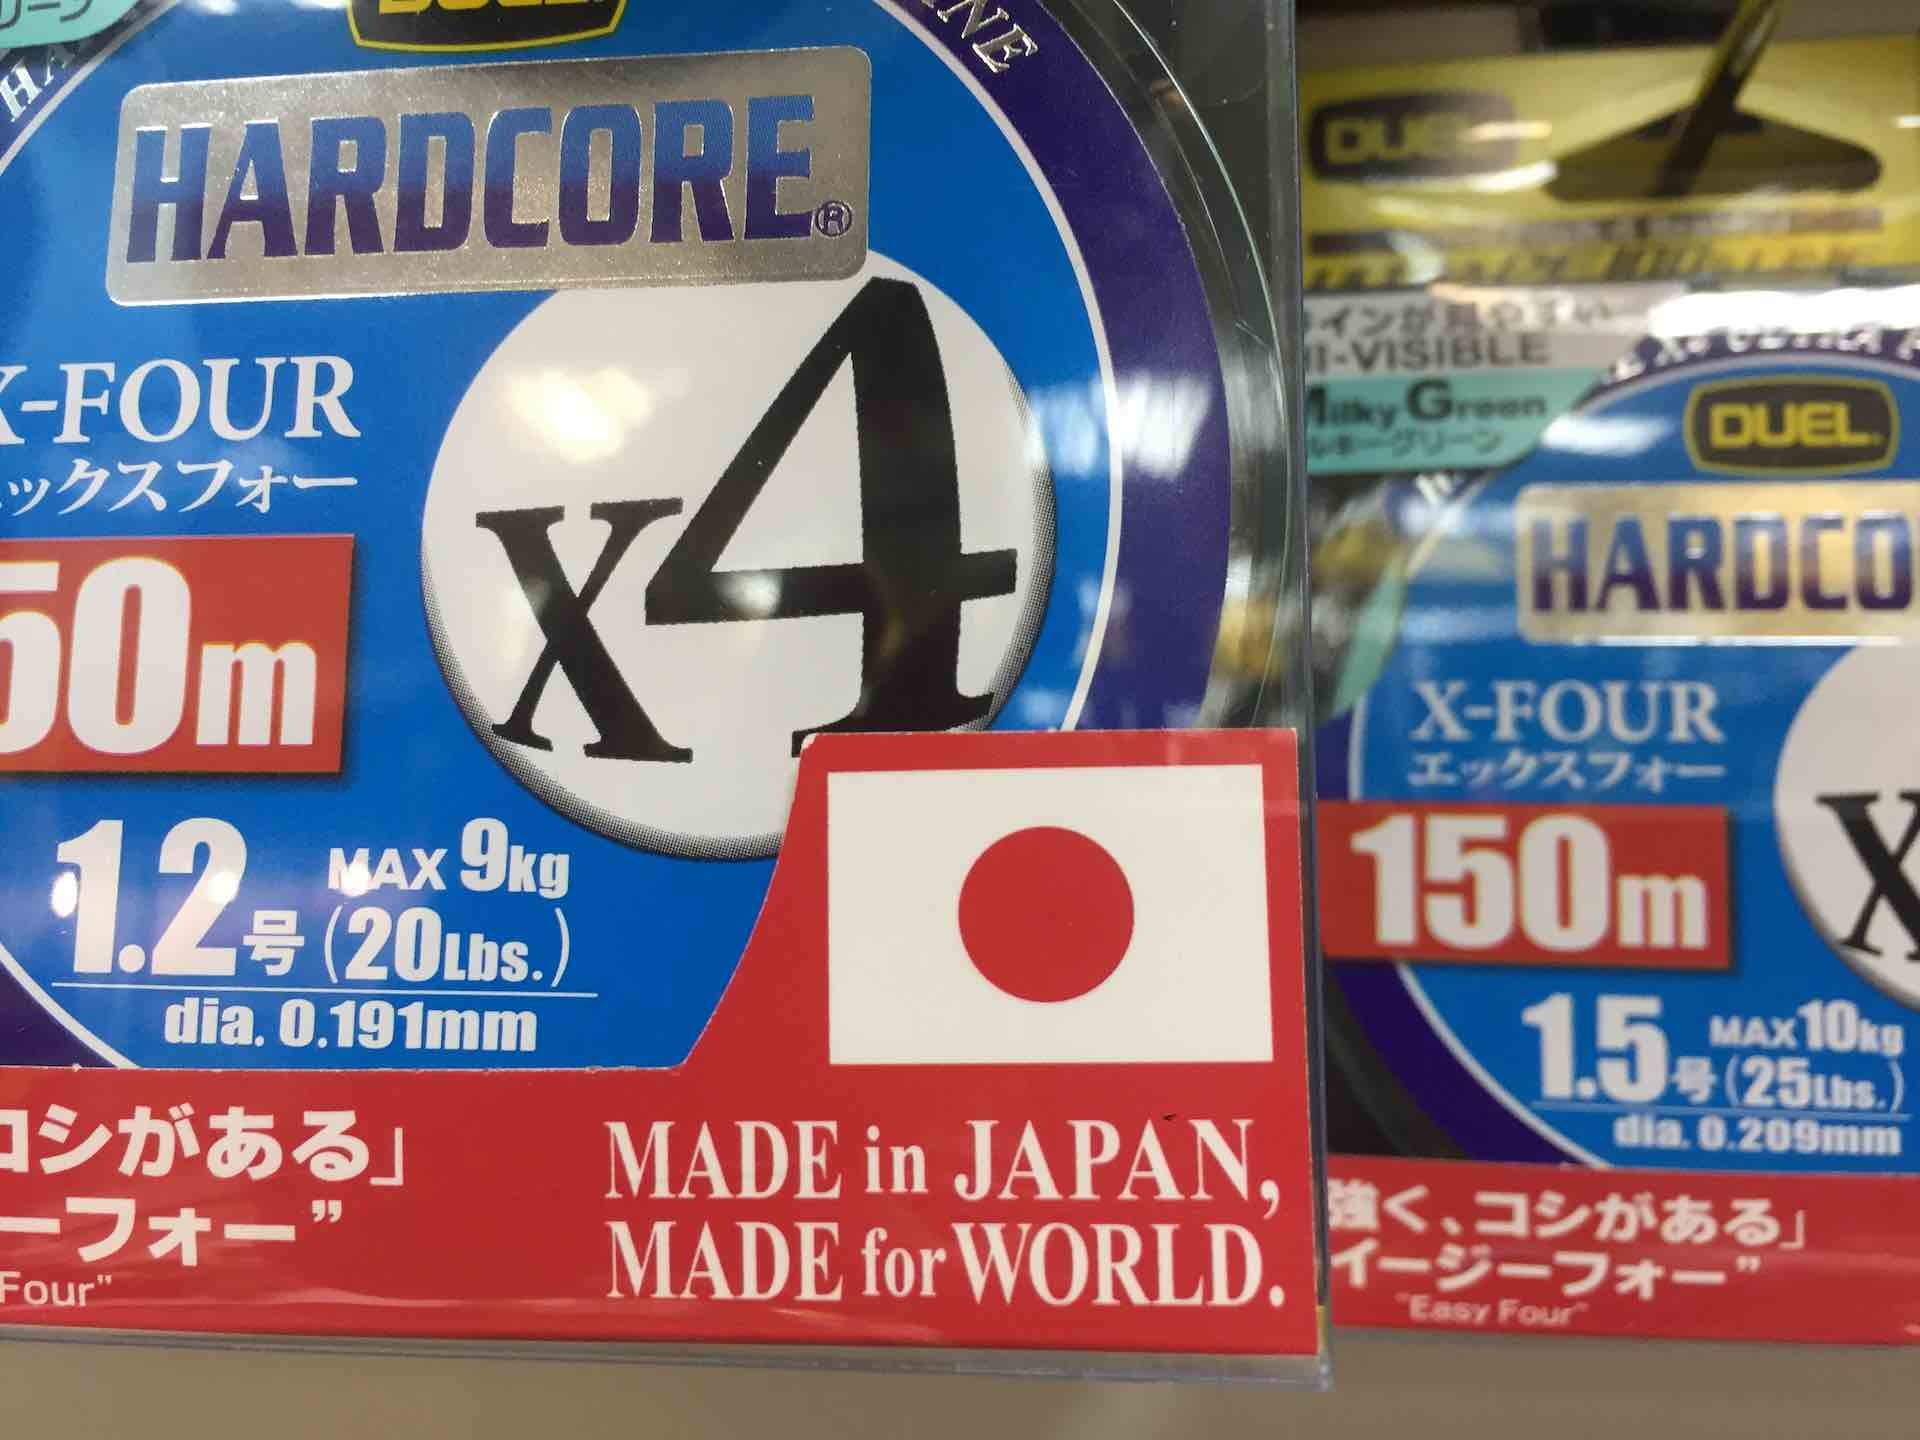 DUEL
HARDCORE®
X-FOUR
エックスフォー
50m
x4
1.2号 MAX 9kg
(20Lbs.)
dia. 0.191mm
コシがある」
ーフォー”
Four"
MADE in JAPAN,
MADE for WORLD.
DUEL
HI-VISIBLE
Milky Green
ルキーグリーン
DUEL
HARDCO
X-FOUR
エックスフォー
150m
X
1.5号 MAX 10kg
(25Lbs.)
dia. 0.209mm
強く、コシがある」
イージーフォー”
"Easy Four"